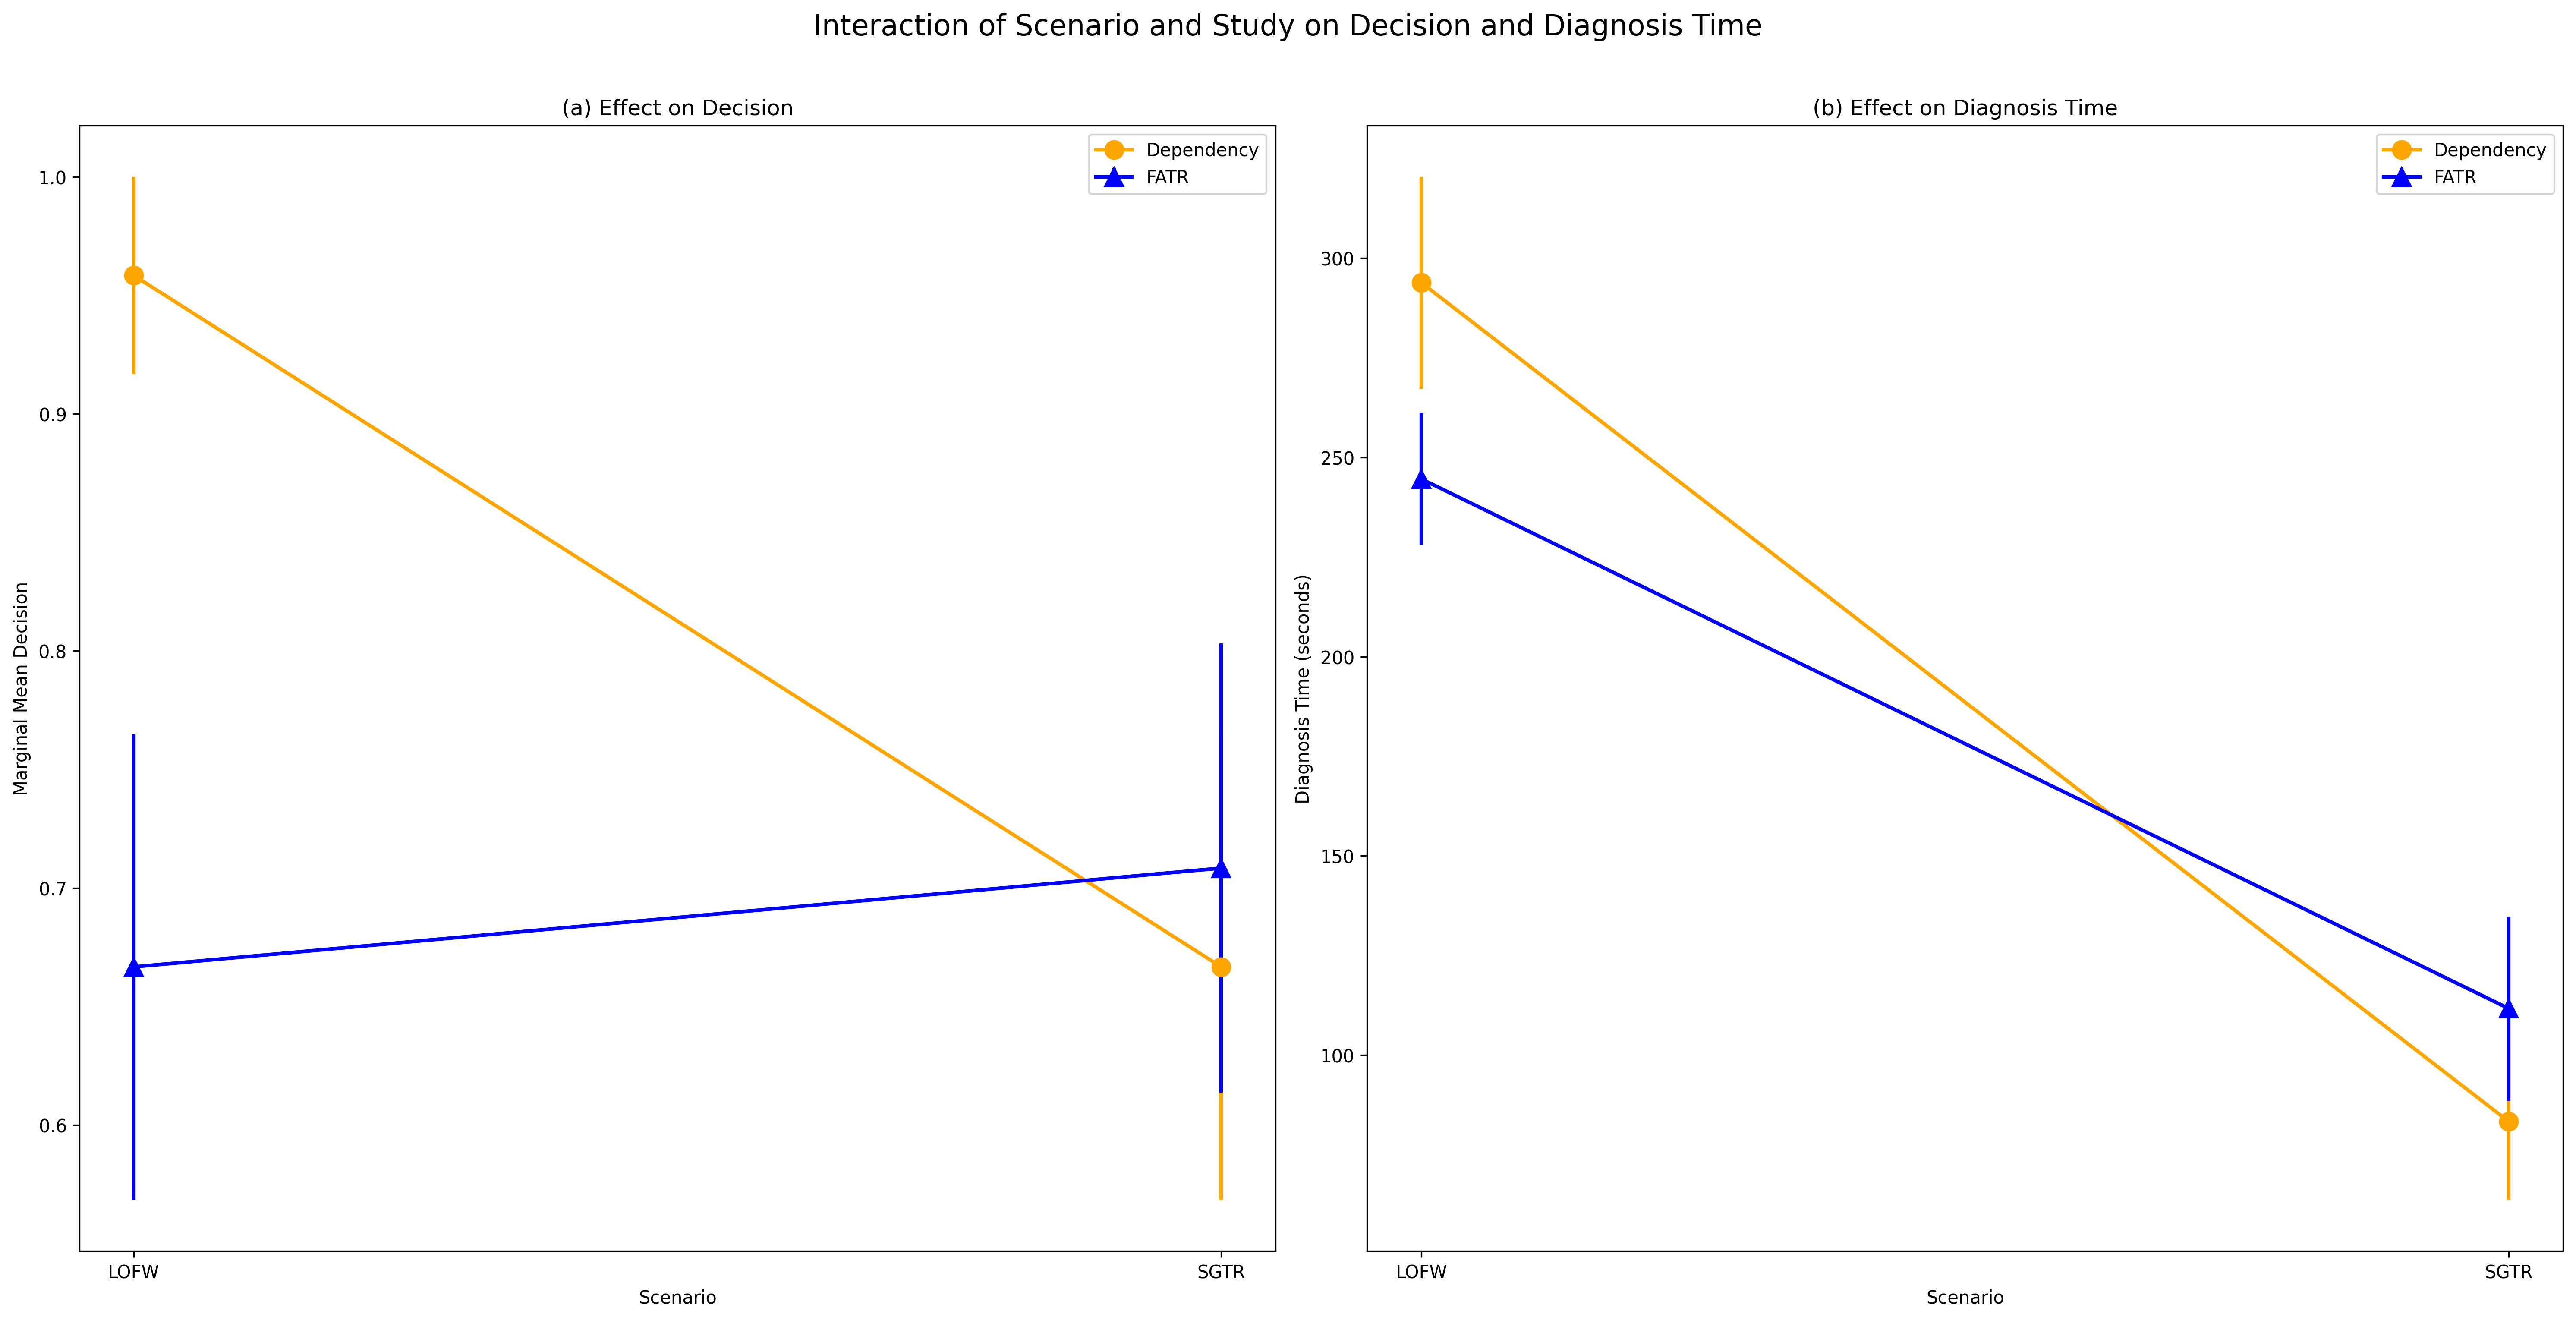 Interaction of Scenario and Study on Decision and Diagnosis Time
(a) Effect on Decision
Dependency
FATR
1.0
0.9
0.8
0.7
0.6
Marginal Mean Decision
LOFW
SGTR
Scenario
(b) Effect on Diagnosis Time
Dependency
FATR
300
250
200
150
100
Diagnosis Time (seconds)
LOFW
SGTR
Scenario